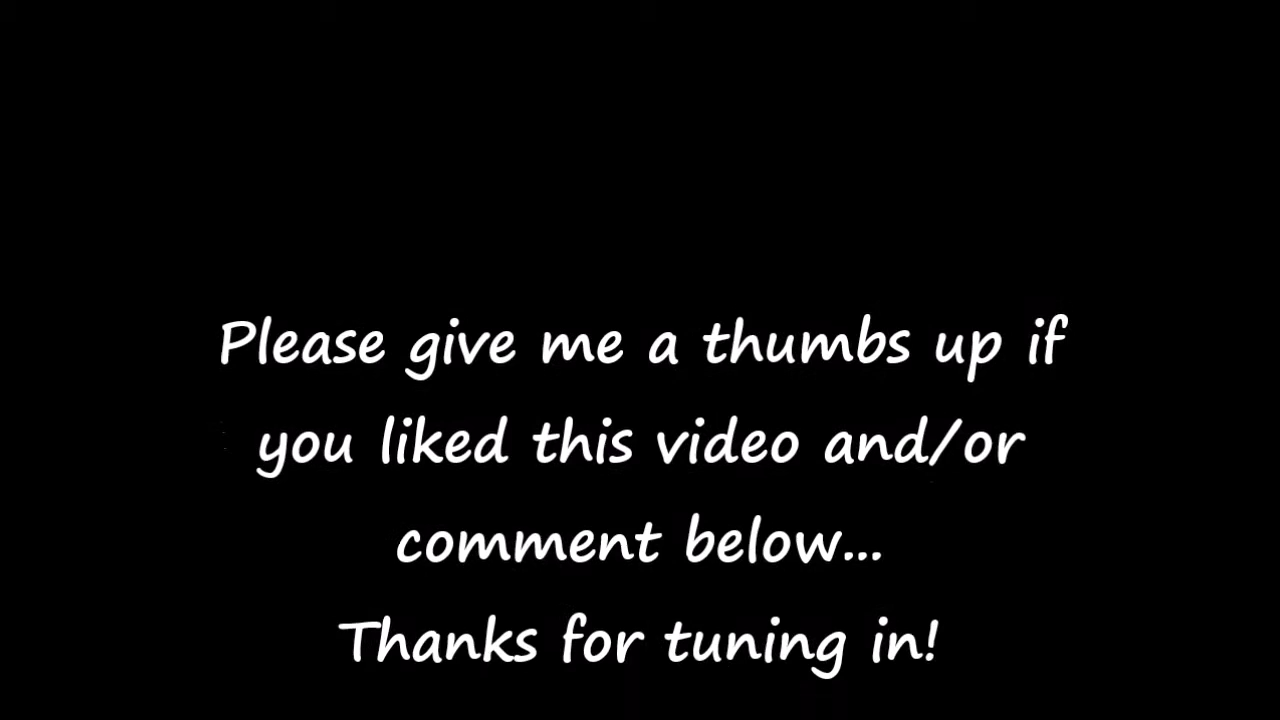 Please give me a thumbs up if
you liked this video and/or
comment below...
Thanks for tuning in!